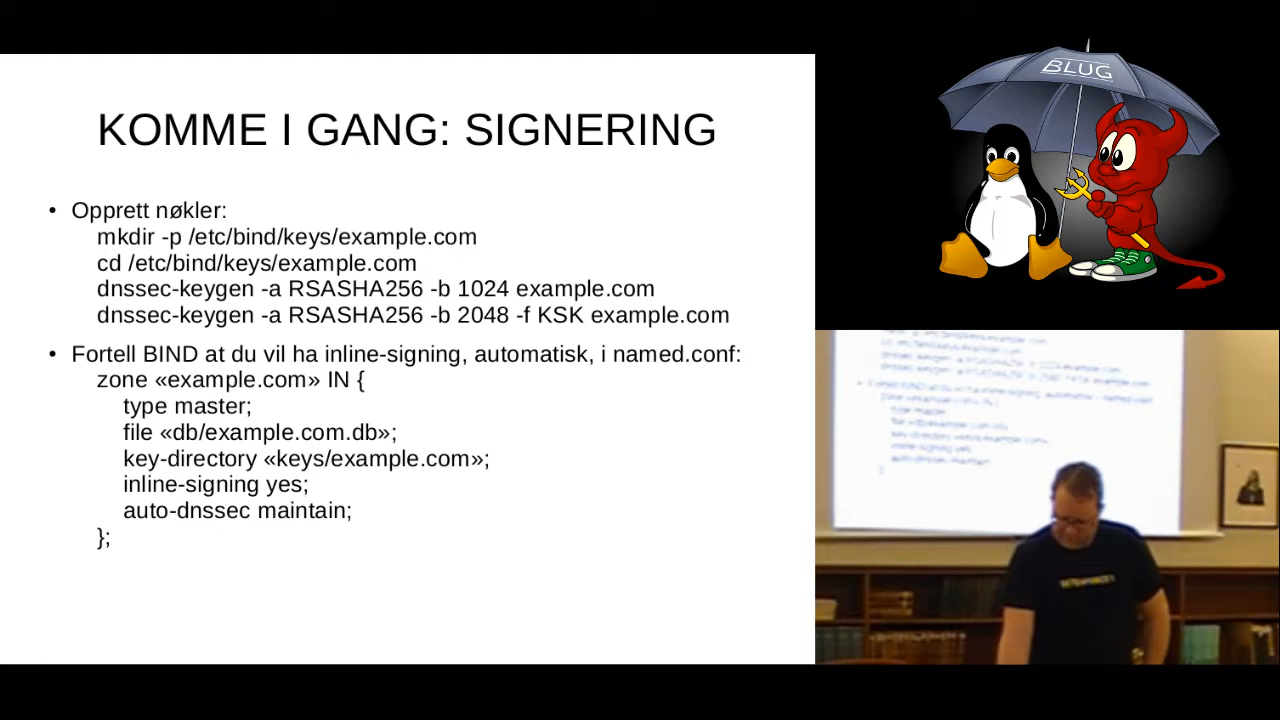 KOMME I GANG: SIGNERING
• Opprett nøkler:
mkdir -p /etc/bind/keys/example.com
cd /etc/bind/keys/example.com
dnssec-keygen -a RSASHA256 -b 1024 example.com
dnssec-keygen -a RSASHA256 -b 2048 -f KSK example.com
• Fortell BIND at du vil ha inline-signing, automatisk, i named.conf:
zone «example.com» IN {
type master;
file «db/example.com.db»;
key-directory «keys/example.com»;
inline-signing yes;
auto-dnssec maintain;
};
BLUG